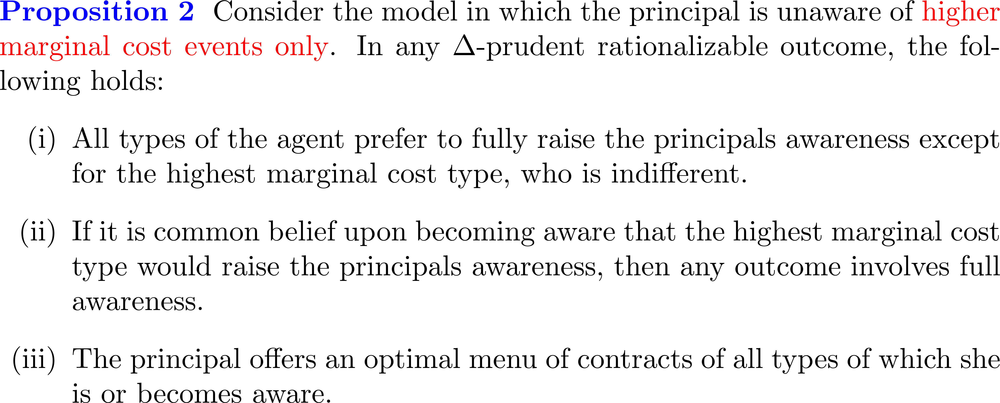 Proposition 2 Consider the model in which the principal is unaware of higher
marginal cost events only. In any Δ-prudent rationalizable outcome, the fol-
lowing holds:
(i) All types of the agent prefer to fully raise the principals awareness except
for the highest marginal cost type, who is indifferent.
(ii) If it is common belief upon becoming aware that the highest marginal cost
type would raise the principals awareness, then any outcome involves full
awareness.
(iii) The principal offers an optimal menu of contracts of all types of which she
is or becomes aware.